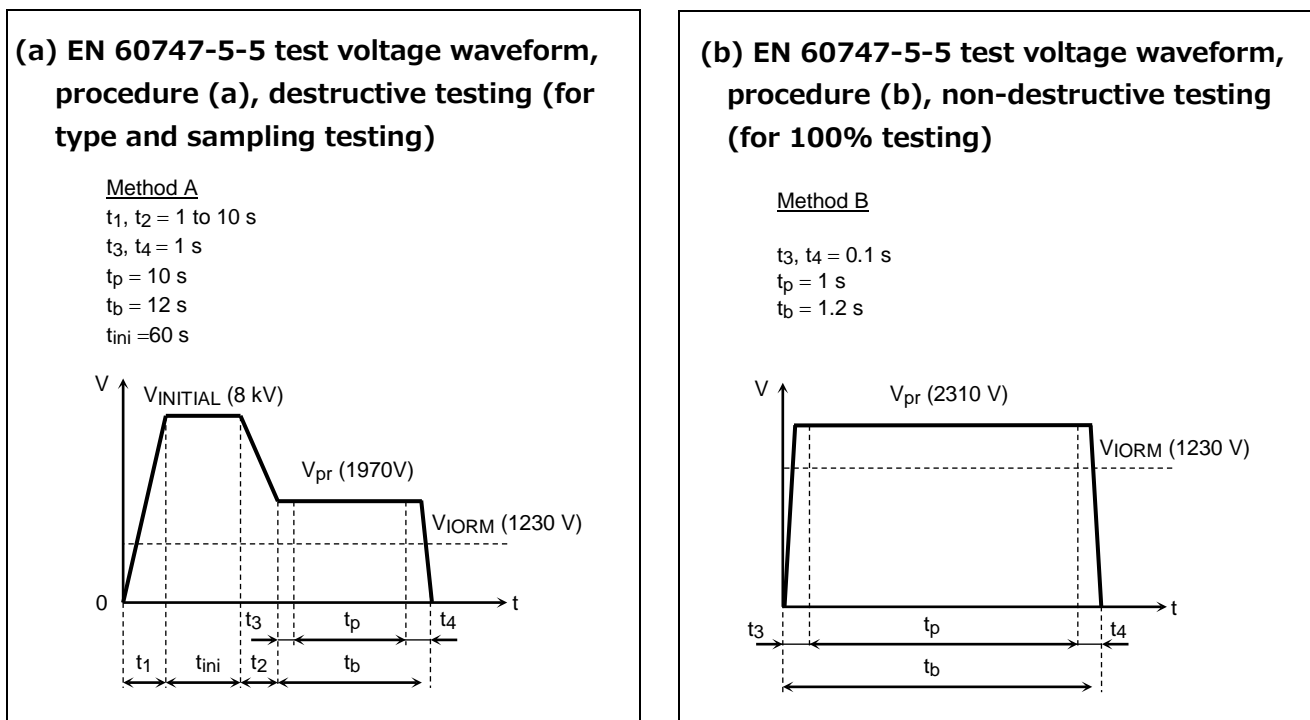 (a) EN 60747-5-5 test voltage waveform,
procedure (a), destructive testing (for
type and sampling testing)
Method A
t1, t2 = 1 to 10 s
t3, t4 = 1 s
tp = 10 s
tb = 12 s
tini =60 s
V
VINITIAL (8 kV)
Vpr (1970V)
VIORM (1230 V)
0
t
t3
tp
t4
t1
tini
t2
tb
(b) EN 60747-5-5 test voltage waveform,
procedure (b), non-destructive testing
(for 100% testing)
Method B
t3, t4 = 0.1 s
tp = 1 s
tb = 1.2 s
V
Vpr (2310 V)
VIORM (1230 V)
t
t3
tp
t4
tb